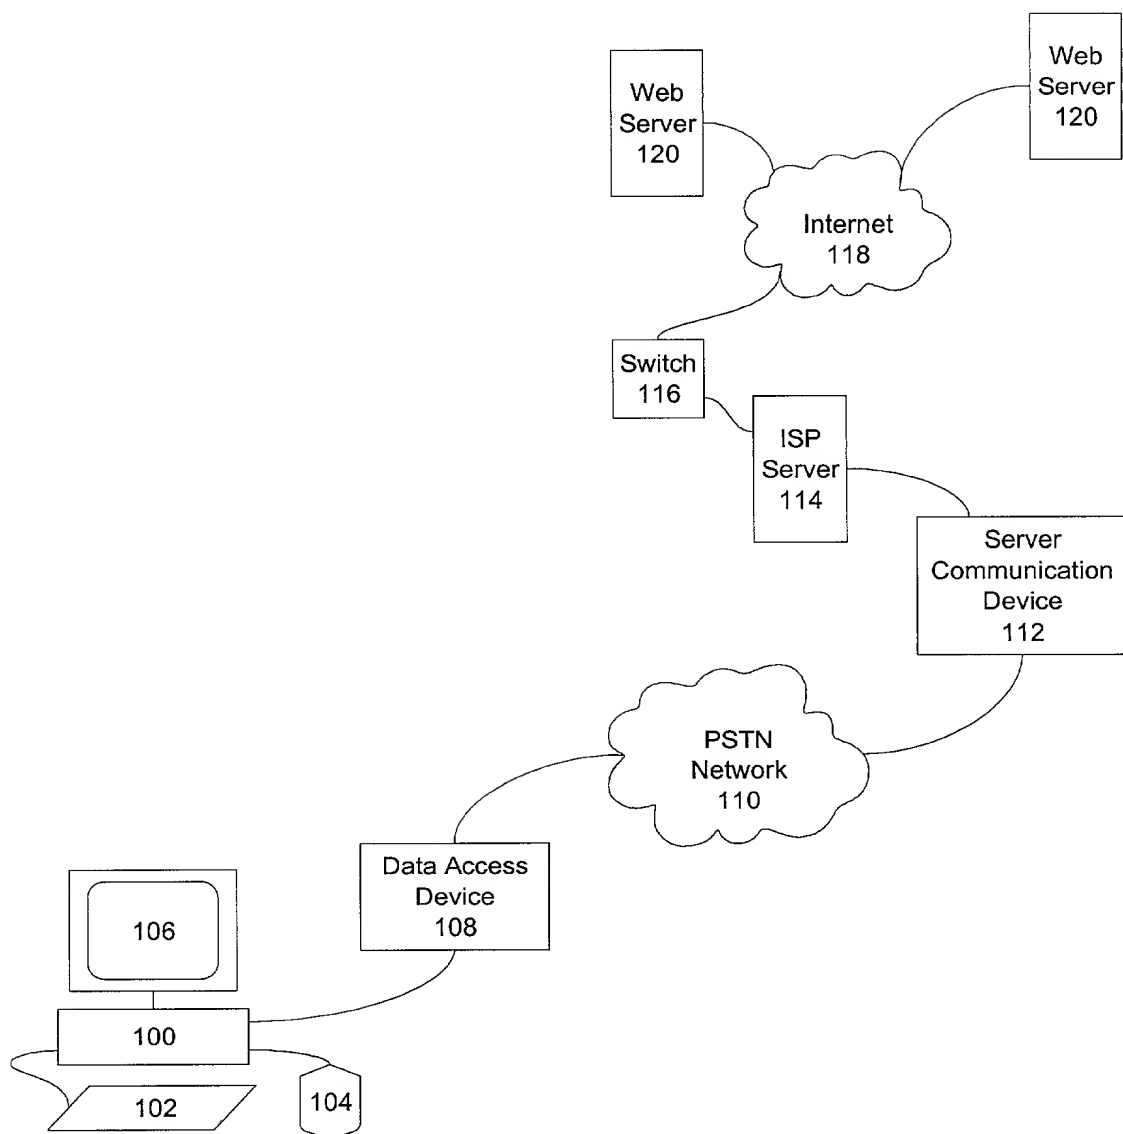 Web
Server
120
Web
Server
120
Internet
118
Switch
116
ISP
Server
114
Server
Communication
Device
112
PSTN
Network
110
Data Access
Device
108
106
100
102
104